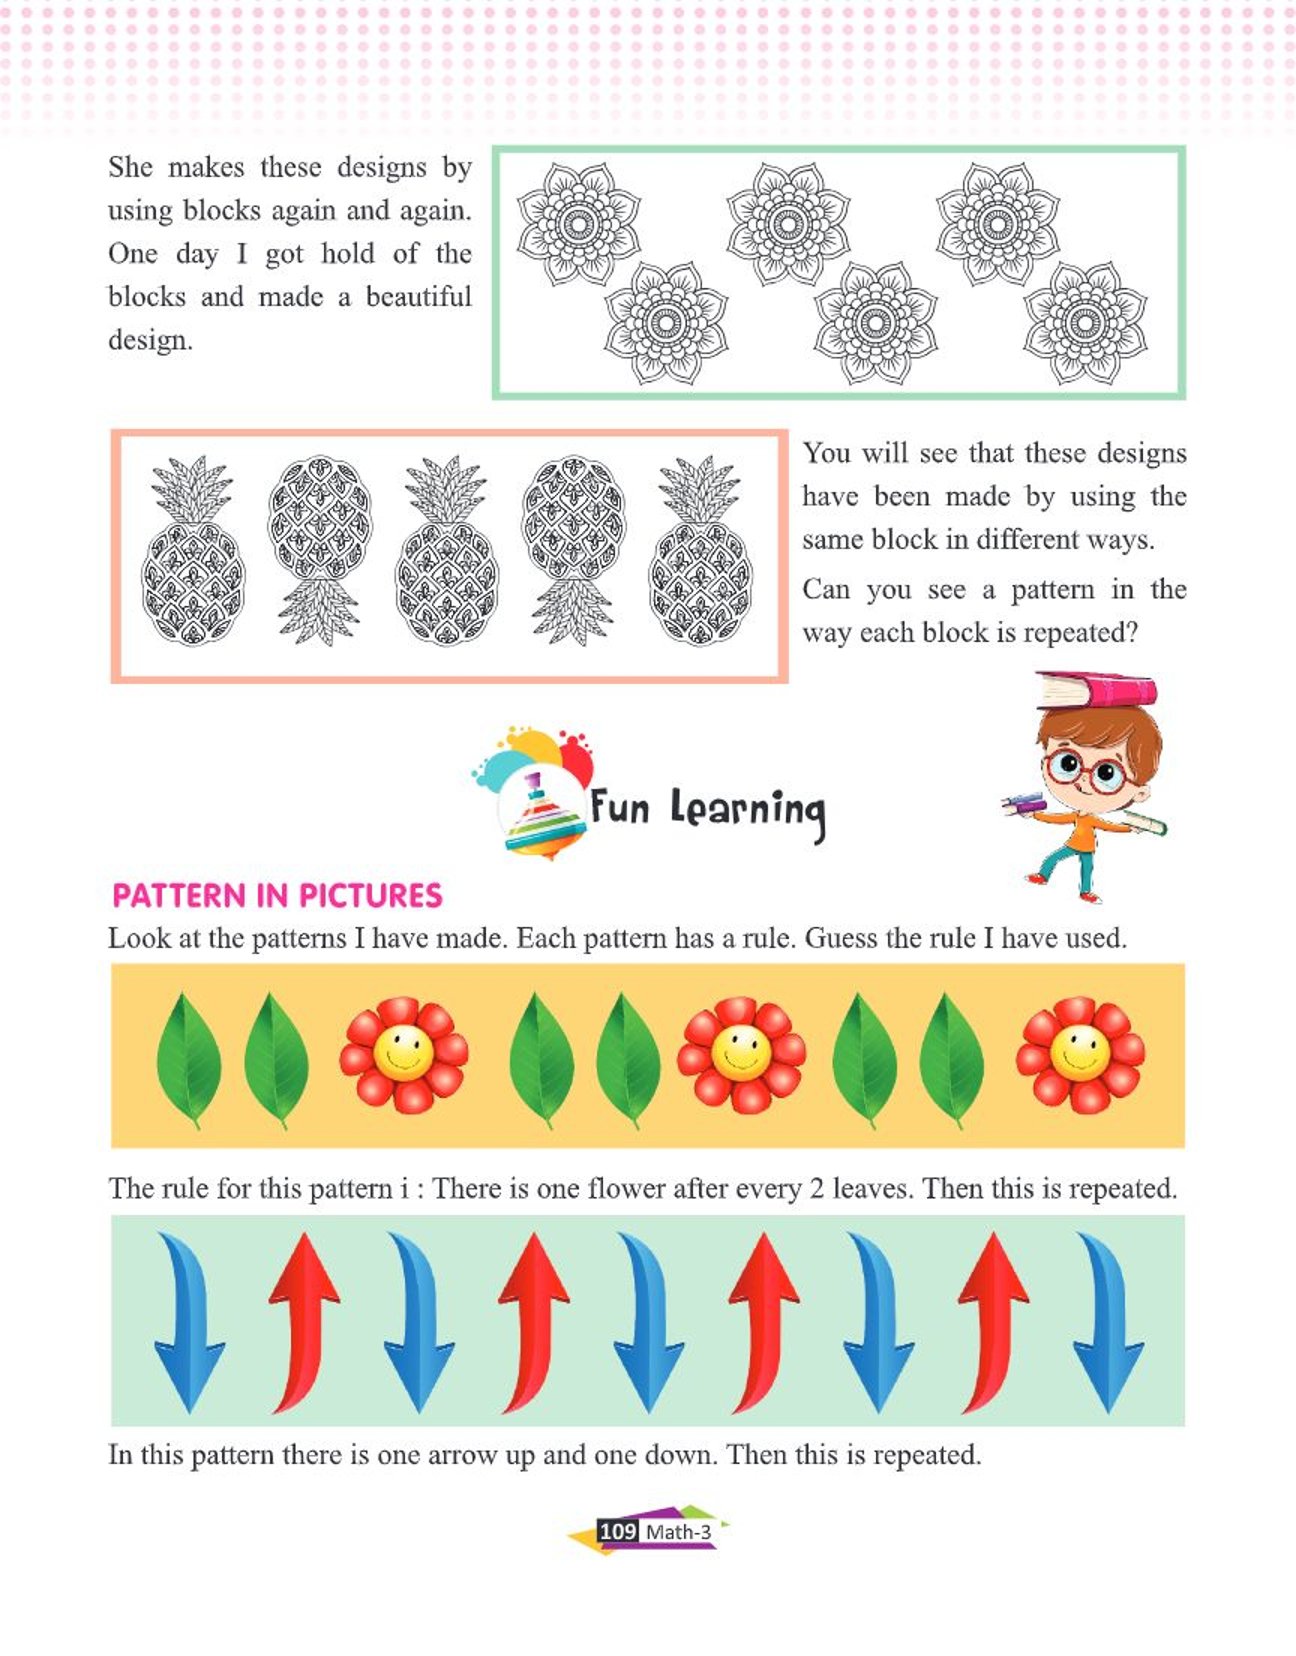 She makes these designs by
using blocks again and again.
One day I got hold of the
blocks and made a beautiful
design.
You will see that these designs
have been made by using the
same block in different ways.
Can you see a pattern in the
way each block is repeated?
Fun Learning
PATTERN IN PICTURES
Look at the patterns I have made. Each pattern has a rule. Guess the rule I have used.
The rule for this pattern i : There is one flower after every 2 leaves. Then this is repeated.
In this pattern there is one arrow up and one down. Then this is repeated.
109 Math-3